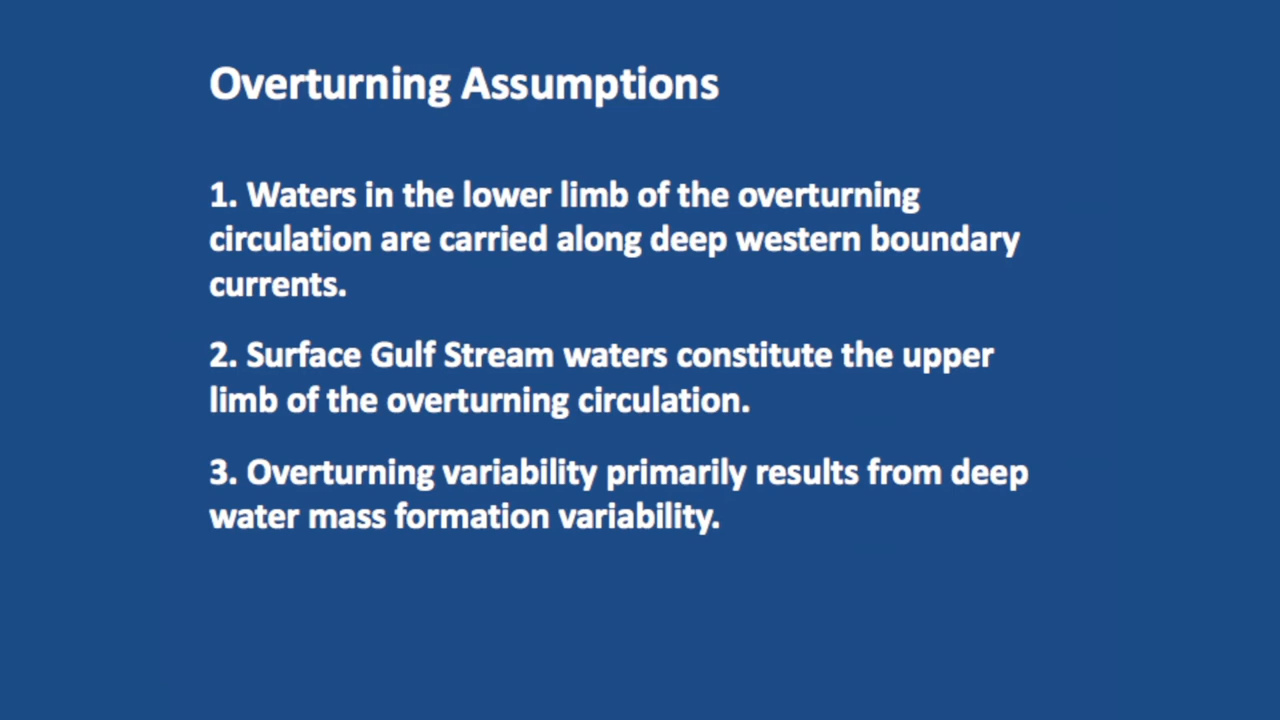 Overturning Assumptions
1. Waters in the lower limb of the overturning
circulation are carried along deep western boundary
currents.
2. Surface Gulf Stream waters constitute the upper
limb of the overturning circulation.
3. Overturning variability primarily results from deep
water mass formation variability.